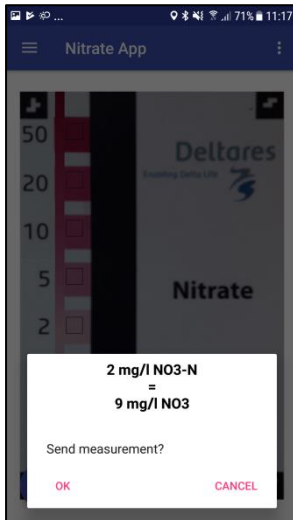 ... 71% 11:17
Nitrate App
50
Deltares
Enabling Delta Life
20
10
5
Nitrate
2
2 mg/l NO3-N
=
9 mg/l NO3
Send measurement?
OK
CANCEL